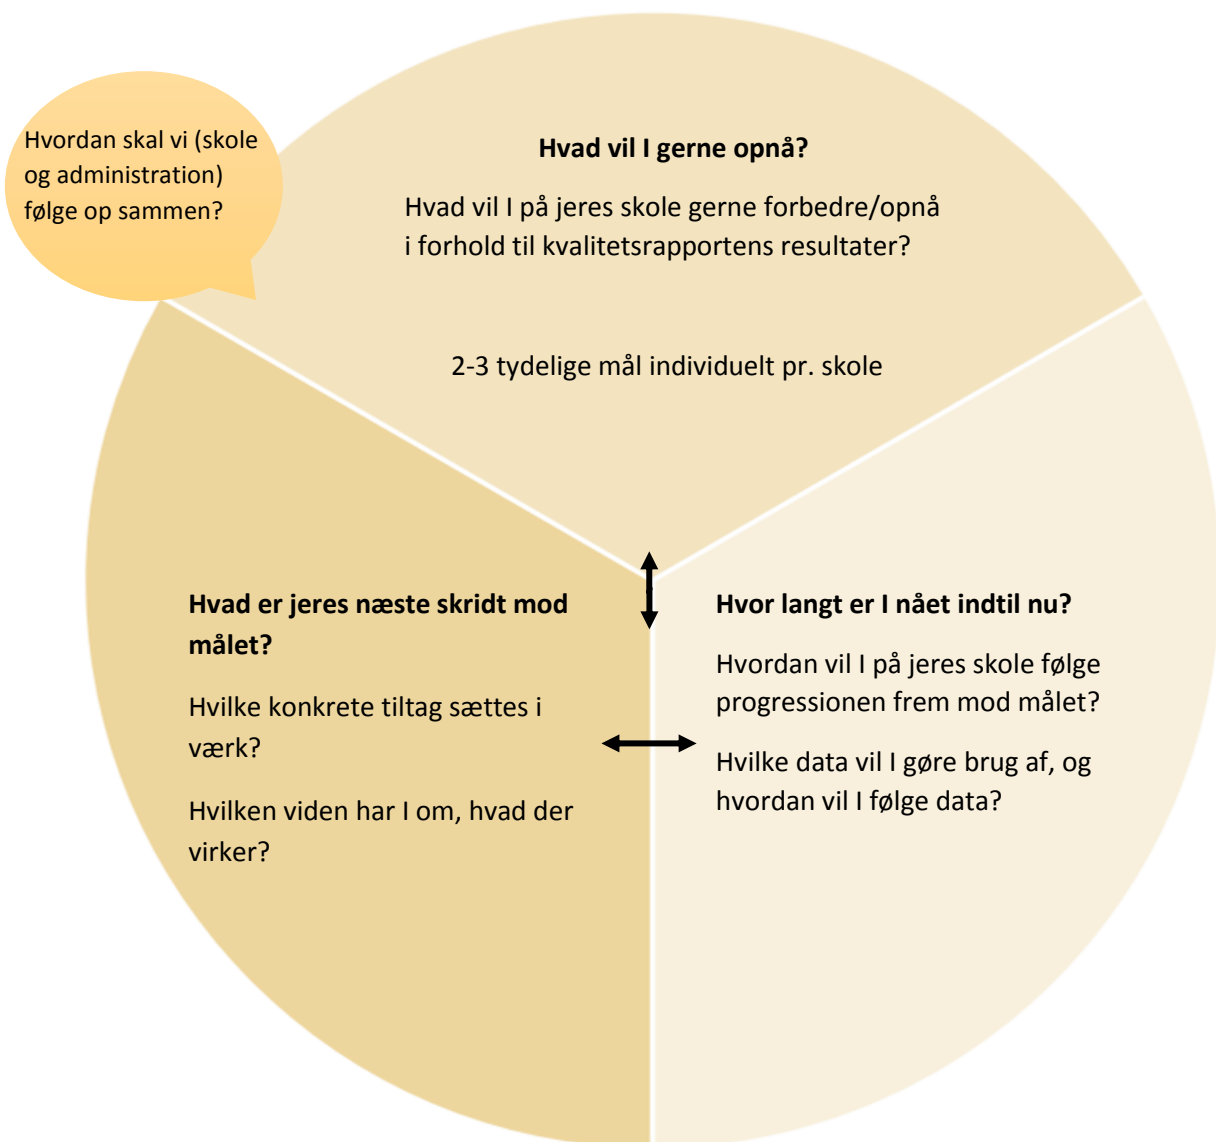 Hvordan skal vi (skole
og administration)
følge op sammen?
Hvad vil I gerne opnå?
Hvad vil I på jeres skole gerne forbedre/opnå
i forhold til kvalitetsrapportens resultater?
2-3 tydelige mål individuelt pr. skole
Hvad er jeres næste skridt mod
målet?
Hvilke konkrete tiltag sættes i
værk?
Hvilken viden har I om, hvad der
virker?
Hvor langt er I nået indtil nu?
Hvordan vil I på jeres skole følge
progressionen frem mod målet?
Hvilke data vil I gøre brug af, og
hvordan vil I følge data?